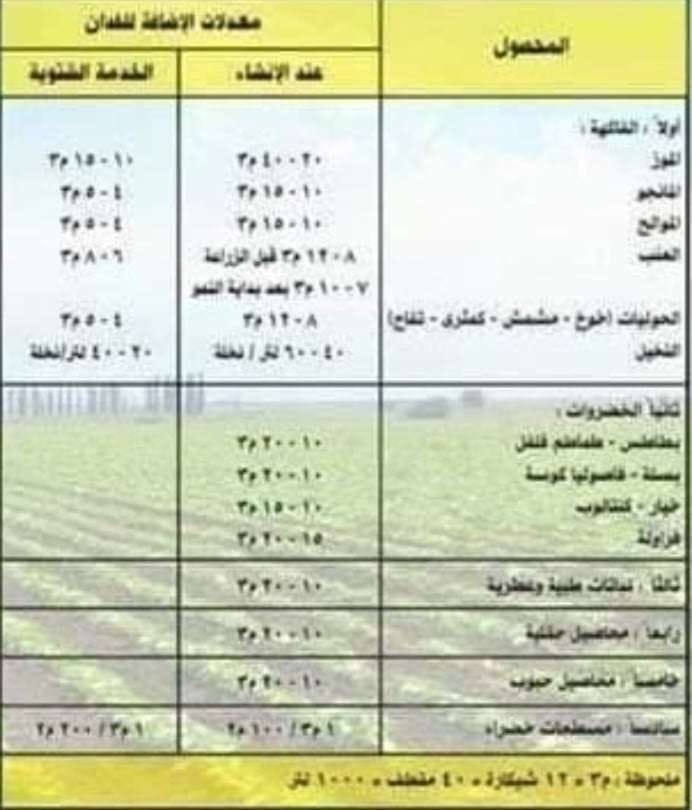 المحصول
معدلات الإضافة للفدان
عند الإنشاء
الخدمة الشتوية
أولاً : الفاكهة :
الموز ٢٠ - ٤٠ م٣ ١٠ - ١٥ م٣
المانجو ١٠ - ١٥ م٣ ٤ - ٥ م٣
الموالح ١٠ - ١٥ م٣ ٤ - ٥ م٣
العنب ٨ - ١٢ م٣ قبل الزراعة ٦ - ٨ م٣
٧ - ١٠ م٣ بعد بداية النمو
الحوليات (خوخ - مشمش - كمثرى - تفاح) ٨ - ١٢ م٣ ٤ - ٥ م٣
النخيل ٤٠ - ٦٠ لتر / نخلة ٢٠ - ٤٠ لتر/نخلة
ثانيا الخضروات :
بطاطس - طماطم فلفل ١٠ - ٢٠ م٣
بسلة - فاصوليا كوسة ١٠ - ٢٠ م٣
خيار - كنتالوب ١٠ - ١٥ م٣
فراولة ١٥ - ٢٠ م٣
ثالثا : نباتات طبية وعطرية ١٠ - ٢٠ م٣
رابعا : محاصيل حقلية ١٠ - ٢٠ م٣
خامسا : محاصيل حبوب ١٠ - ٢٠ م٣
سادسا : مسطحات خضراء ١ م٣ / ١٠٠ م٢ ١ م٣ / ٢٠٠ م٢
ملحوظة : م٣ = ١٢ شيكارة = ٤٠ مقطف = ١٠٠٠ لتر